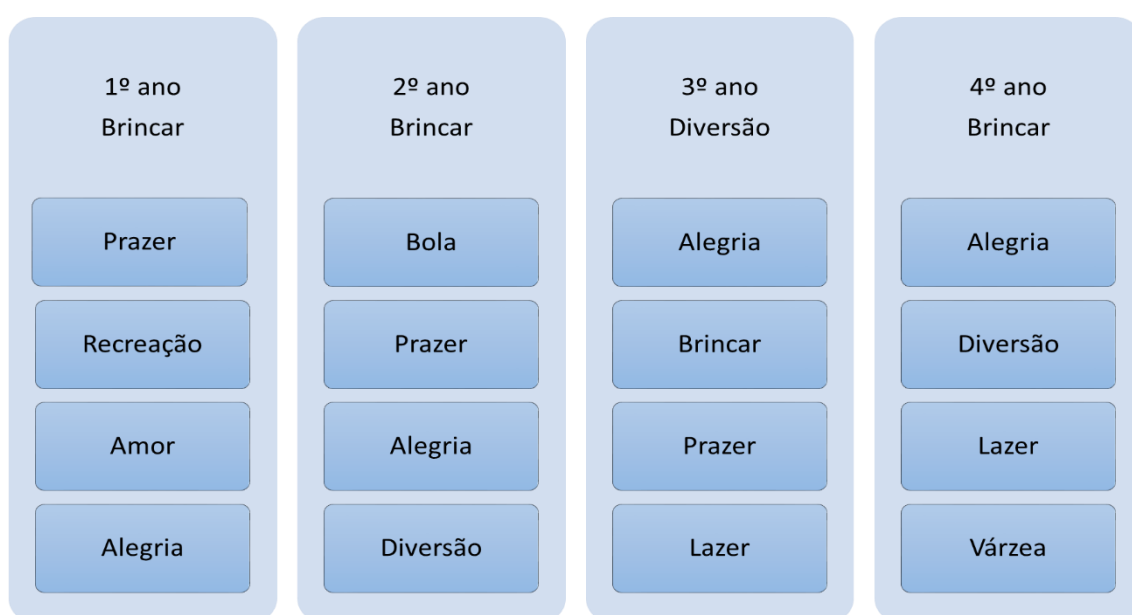 1º ano
Brincar
Prazer
Recreação
Amor
Alegria
2º ano
Brincar
Bola
Prazer
Alegria
Diversão
3º ano
Diversão
Alegria
Brincar
Prazer
Lazer
4º ano
Brincar
Alegria
Diversão
Lazer
Várzea